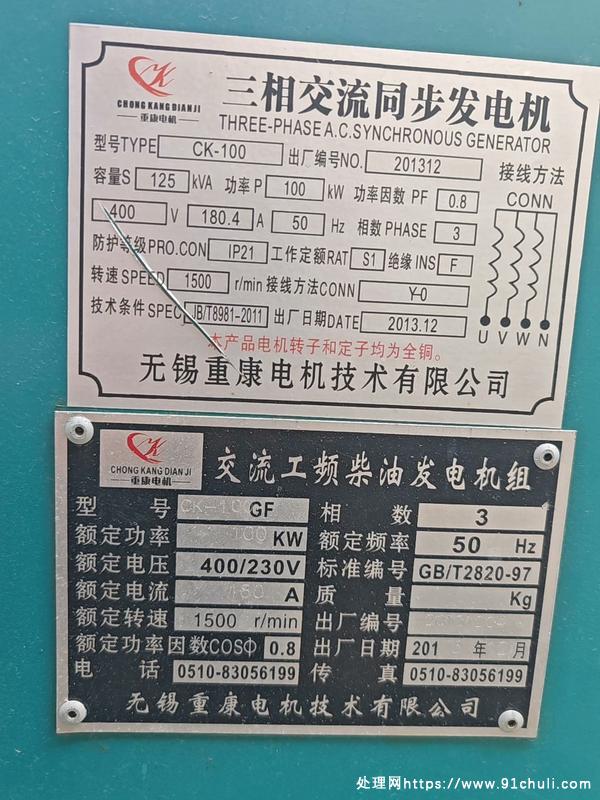 CHONG KANG DIANJI
重康电机
三相交流同步发电机
THREE-PHASE A.C.SYNCHRONOUS GENERATOR
型号TYPE CK-100 出厂编号NO. 201312 接线方法
容量S 125 kVA 功率P 100 kW 功率因数 PF 0.8 CONN
400 V 180.4 A 50 Hz 相数 PHASE 3
防护等级PRO.CON IP21 工作定额RAT S1 绝缘INS F
转速SPEED 1500 r/min 接线方法CONN Y-0
技术条件SPEC JB/T8981-2011 出厂日期DATE 2013.12
U V W N
本产品电机转子和定子均为全铜。
无锡重康电机技术有限公司
CHONG KANG DIAN JI
重康电机
交流工频柴油发电机组
型号 CK-100GF 相数 3
额定功率 100 KW 额定频率 50 Hz
额定电压 400/230V 标准编号 GB/T2820-97
额定电流 180 A 质量 Kg
额定转速 1500 r/min 出厂编号
额定功率因数COSΦ 0.8 出厂日期 201 年 月
电话 0510-83056199 传真 0510-83056199
无锡重康电机技术有限公司
处理网https://www.91chuli.com